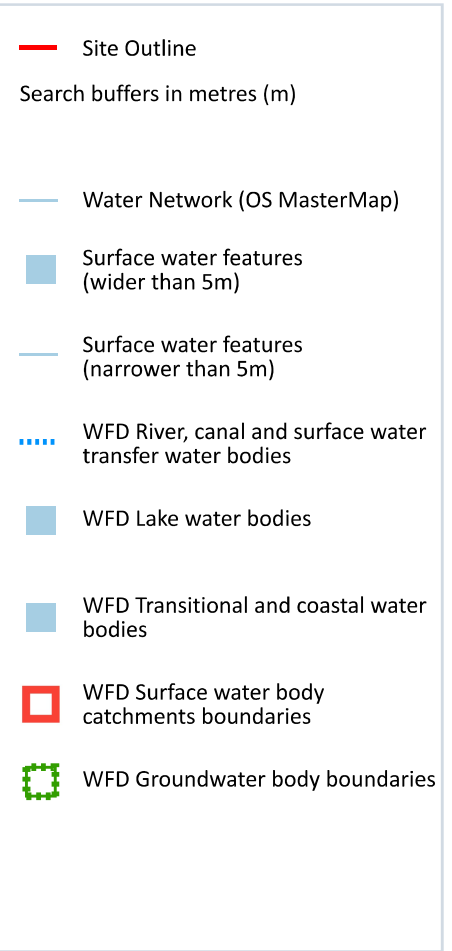 Site Outline
Search buffers in metres (m)
Water Network (OS MasterMap)
Surface water features
(wider than 5m)
Surface water features
(narrower than 5m)
WFD River, canal and surface water
transfer water bodies
WFD Lake water bodies
WFD Transitional and coastal water
bodies
WFD Surface water body
catchments boundaries
WFD Groundwater body boundaries